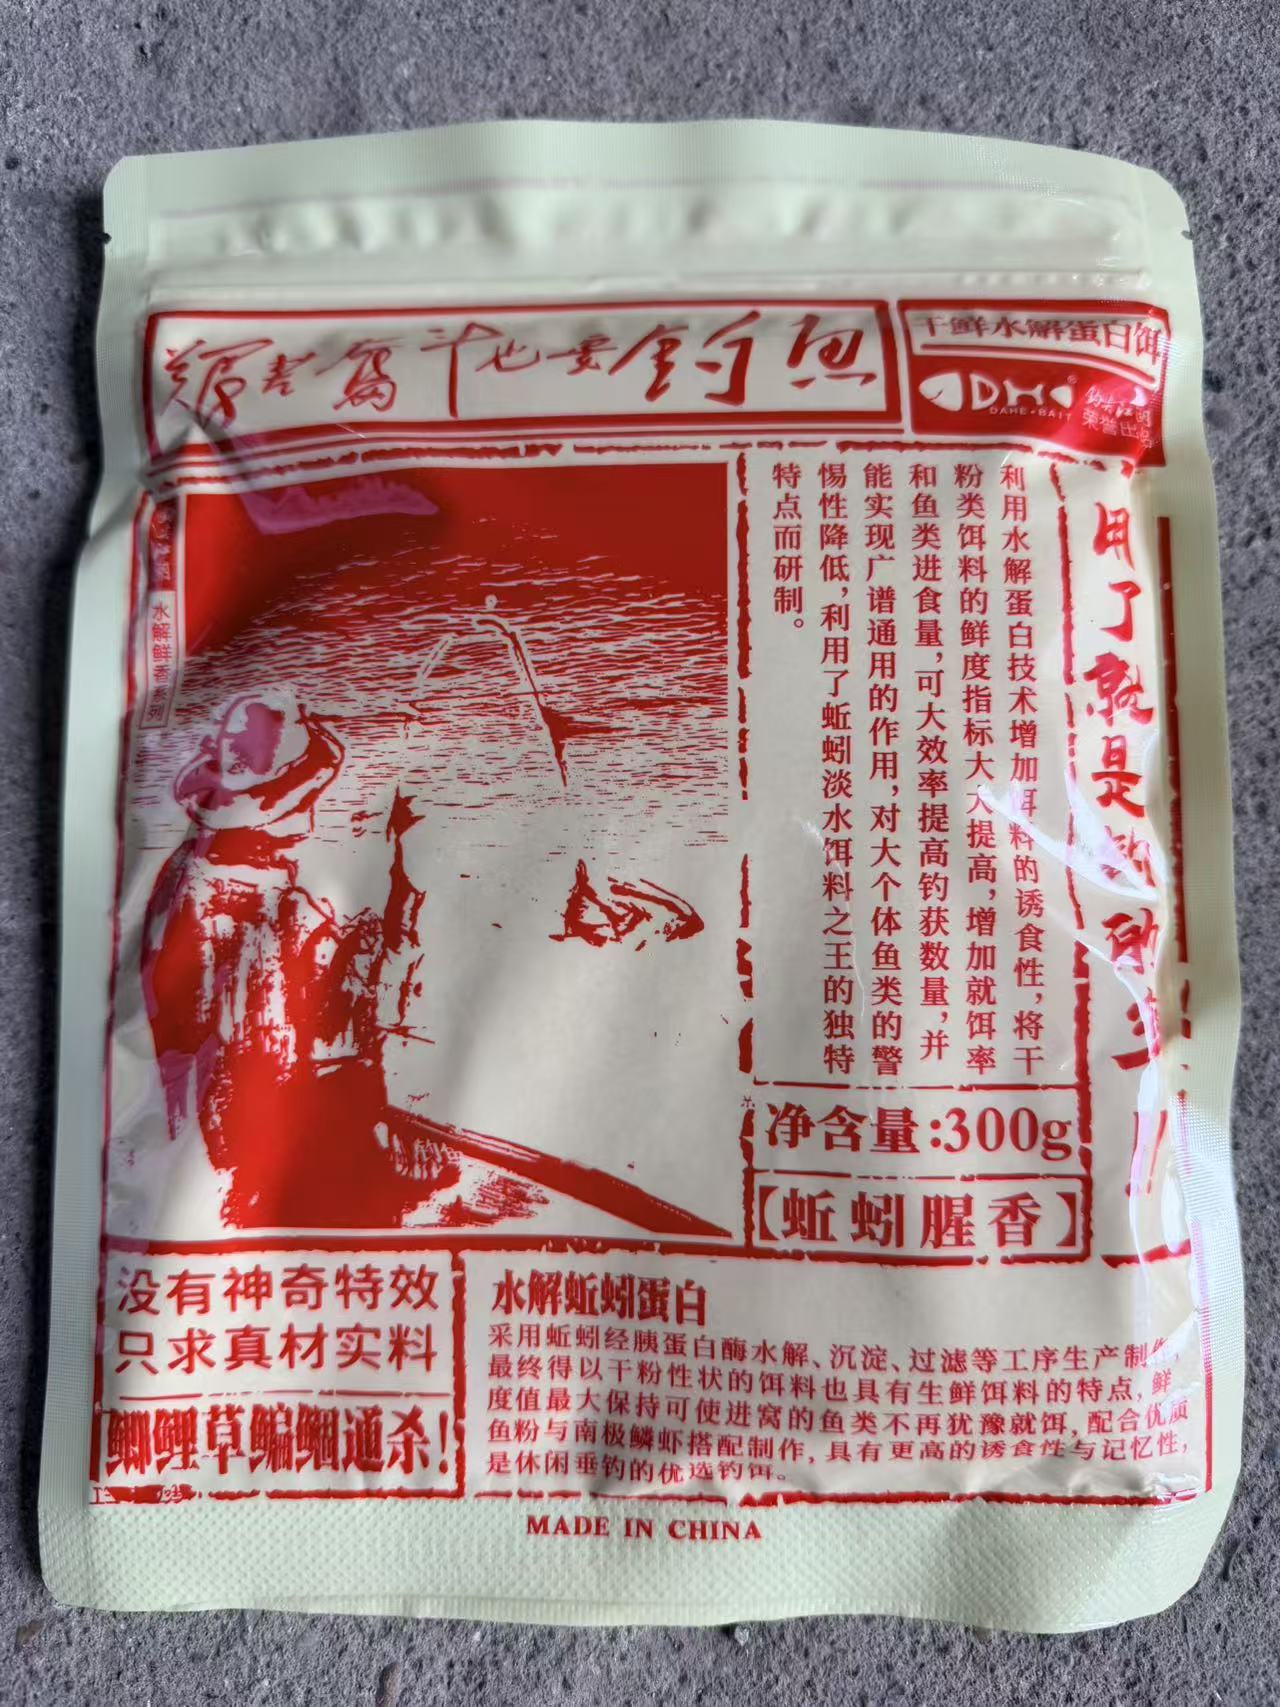 奋斗也要钓鱼
干鲜水解蛋白饵
DH
DAHE·BAIT
水解鲜香系列
利用水解蛋白技术增加饵料的诱食性，将干
粉类饵料的鲜度指标大大提高，增加就饵率
和鱼类进食量，可大效率提高钓获数量，并
能实现广谱通用的作用，对大个体鱼类的警
惕性降低，利用了蚯蚓淡水饵料之王的独特
特点而研制。
用了就是
净含量:300g
【蚯蚓腥香】
没有神奇特效
只求真材实料
鲫鲤草鳊鲴通杀!
水解蚯蚓蛋白
采用蚯蚓经胰蛋白酶水解、沉淀、过滤等工序生产制作，
最终得以干粉性状的饵料也具有生鲜饵料的特点，鲜
度值最大保持可使进窝的鱼类不再犹豫就饵，配合优质
鱼粉与南极鳞虾搭配制作，具有更高的诱食性与记忆性，
是休闲垂钓的优选钓饵。
MADE IN CHINA